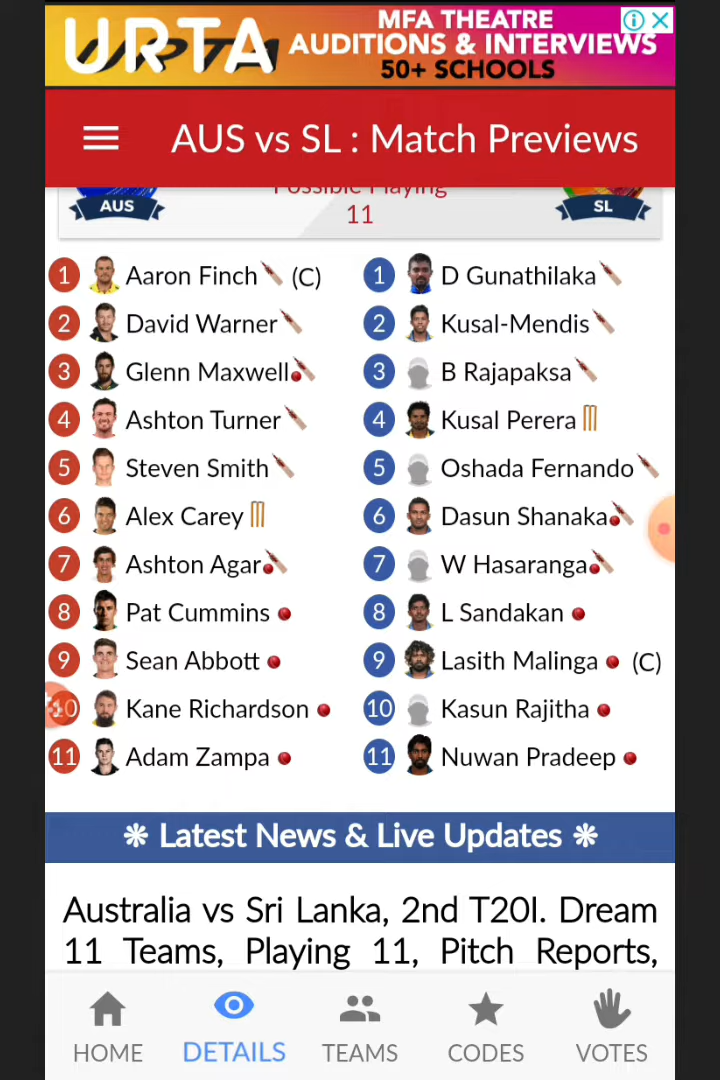 URTA
MFA THEATRE
AUDITIONS & INTERVIEWS
50+ SCHOOLS
AUS vs SL : Match Previews
AUS
Possible Playing
11
SL
1 Aaron Finch (C)
1 D Gunathilaka
2 David Warner
2 Kusal-Mendis
3 Glenn Maxwell
3 B Rajapaksa
4 Ashton Turner
4 Kusal Perera
5 Steven Smith
5 Oshada Fernando
6 Alex Carey
6 Dasun Shanaka
7 Ashton Agar
7 W Hasaranga
8 Pat Cummins
8 L Sandakan
9 Sean Abbott
9 Lasith Malinga (C)
10 Kane Richardson
10 Kasun Rajitha
11 Adam Zampa
11 Nuwan Pradeep
❋ Latest News & Live Updates ❋
Australia vs Sri Lanka, 2nd T20I. Dream
11 Teams, Playing 11, Pitch Reports,
HOME DETAILS TEAMS CODES VOTES